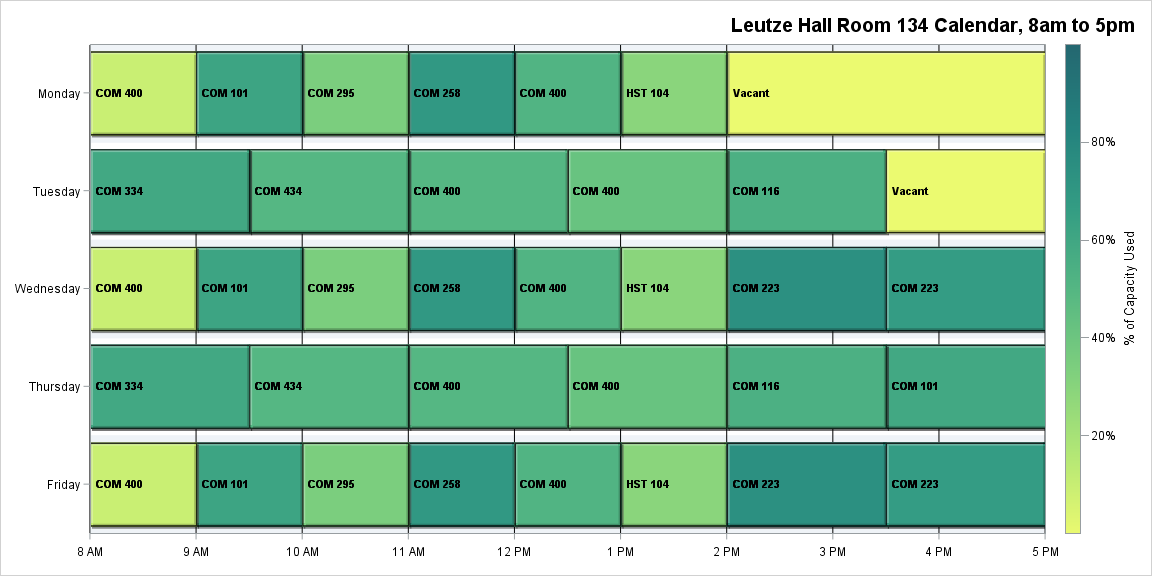 Leutze Hall Room 134 Calendar, 8am to 5pm
Monday
COM 400
COM 101
COM 295
COM 258
COM 400
HST 104
Vacant
Tuesday
COM 334
COM 434
COM 400
COM 400
COM 116
Vacant
Wednesday
COM 400
COM 101
COM 295
COM 258
COM 400
HST 104
COM 223
COM 223
Thursday
COM 334
COM 434
COM 400
COM 400
COM 116
COM 101
Friday
COM 400
COM 101
COM 295
COM 258
COM 400
HST 104
COM 223
COM 223
8 AM
9 AM
10 AM
11 AM
12 PM
1 PM
2 PM
3 PM
4 PM
5 PM
80%
60%
40%
20%
% of Capacity Used